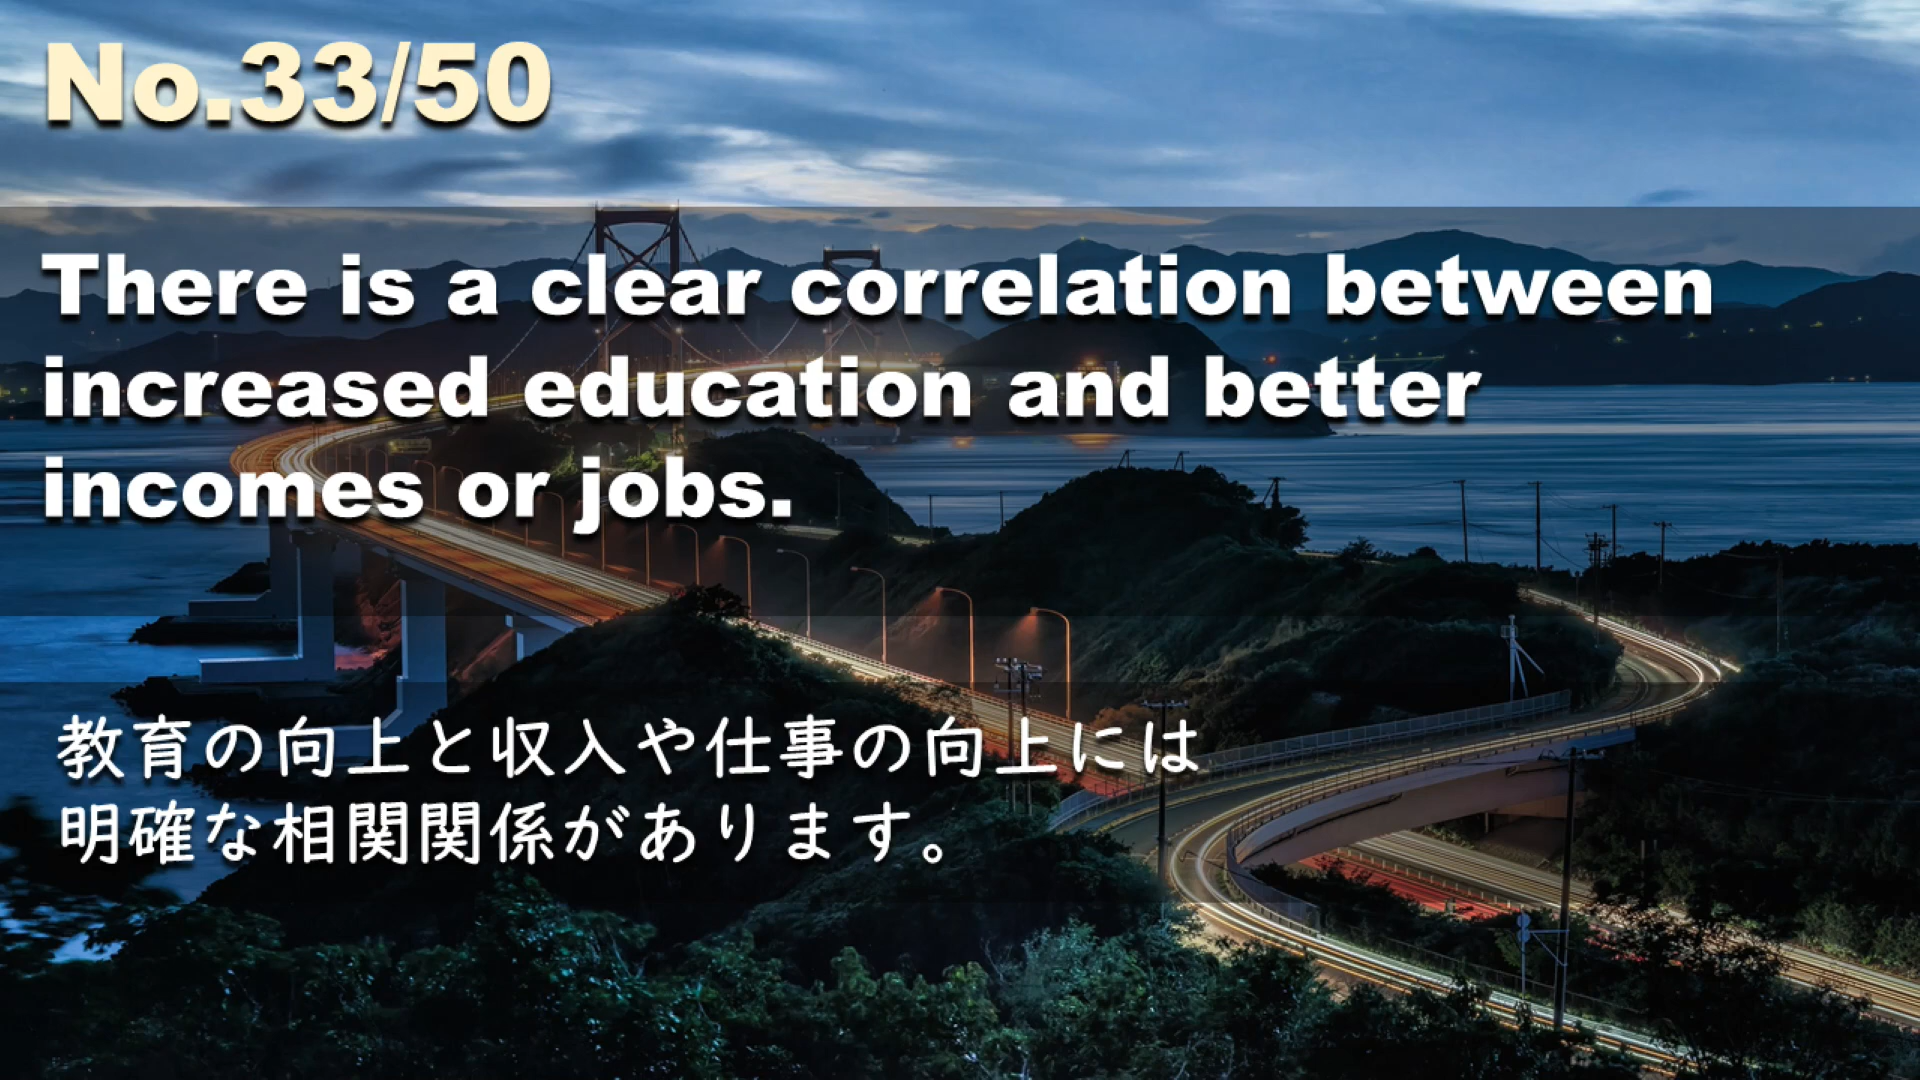 No.33/50
There is a clear correlation between
increased education and better
incomes or jobs.
教育の向上と収入や仕事の向上には
明確な相関関係があります。